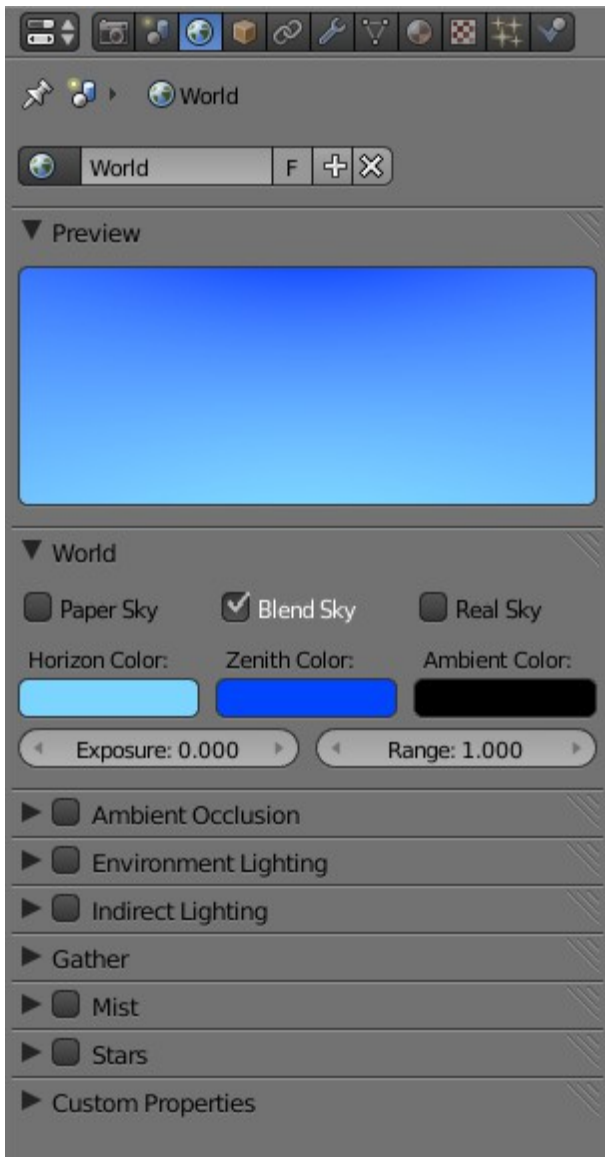 World
World F
Preview
World
Paper Sky Blend Sky Real Sky
Horizon Color: Zenith Color: Ambient Color:
Exposure: 0.000 Range: 1.000
Ambient Occlusion
Environment Lighting
Indirect Lighting
Gather
Mist
Stars
Custom Properties